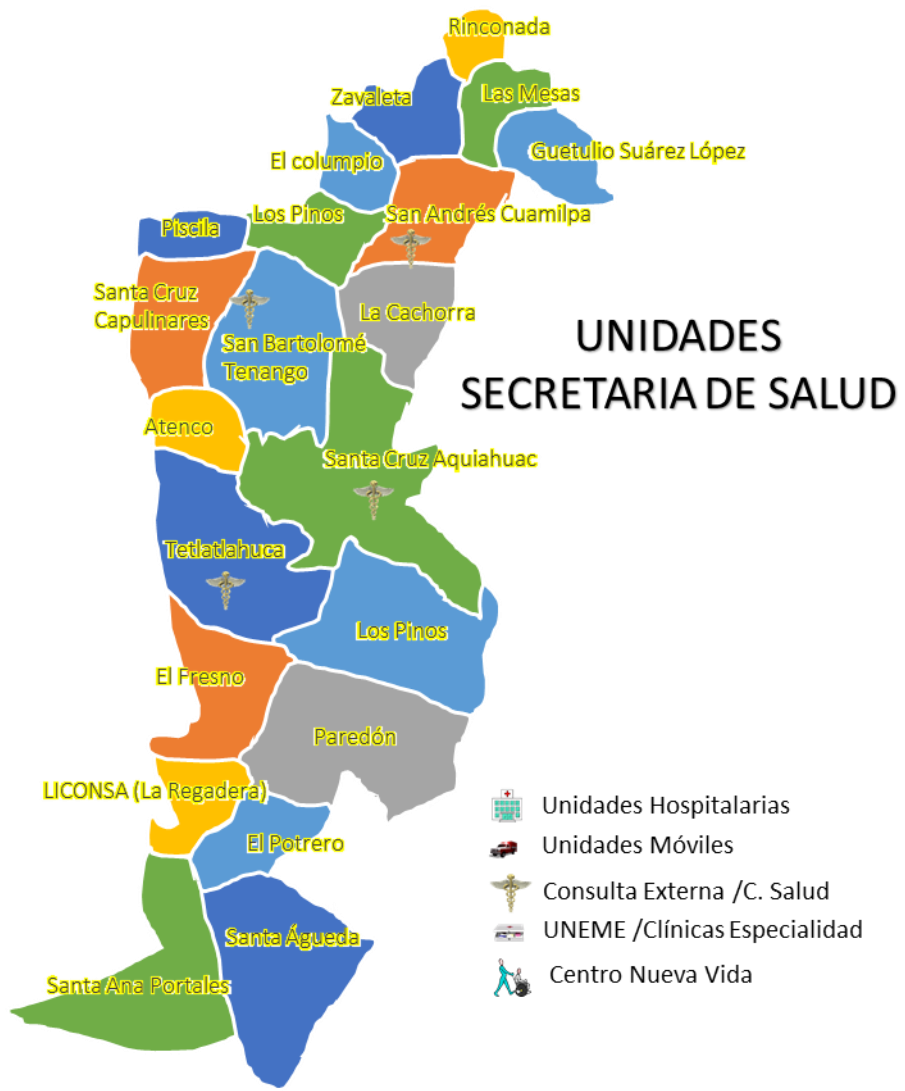 Rinconada
Zavaleta
Las Mesas
El columpio
Guetulio Suárez López
Los Pinos
San Andrés Cuamilpa
Piscila
Santa Cruz
Capulinares
La Cachorra
San Bartolomé
Tenango
UNIDADES
SECRETARIA DE SALUD
Atenco
Santa Cruz Aquiahuac
Tetlatlahuca
Los Pinos
El Fresno
Paredón
LICONSA (La Regadera)
El Potrero
Santa Águeda
Santa Ana Portales
Unidades Hospitalarias
Unidades Móviles
Consulta Externa /C. Salud
UNEME /Clínicas Especialidad
Centro Nueva Vida